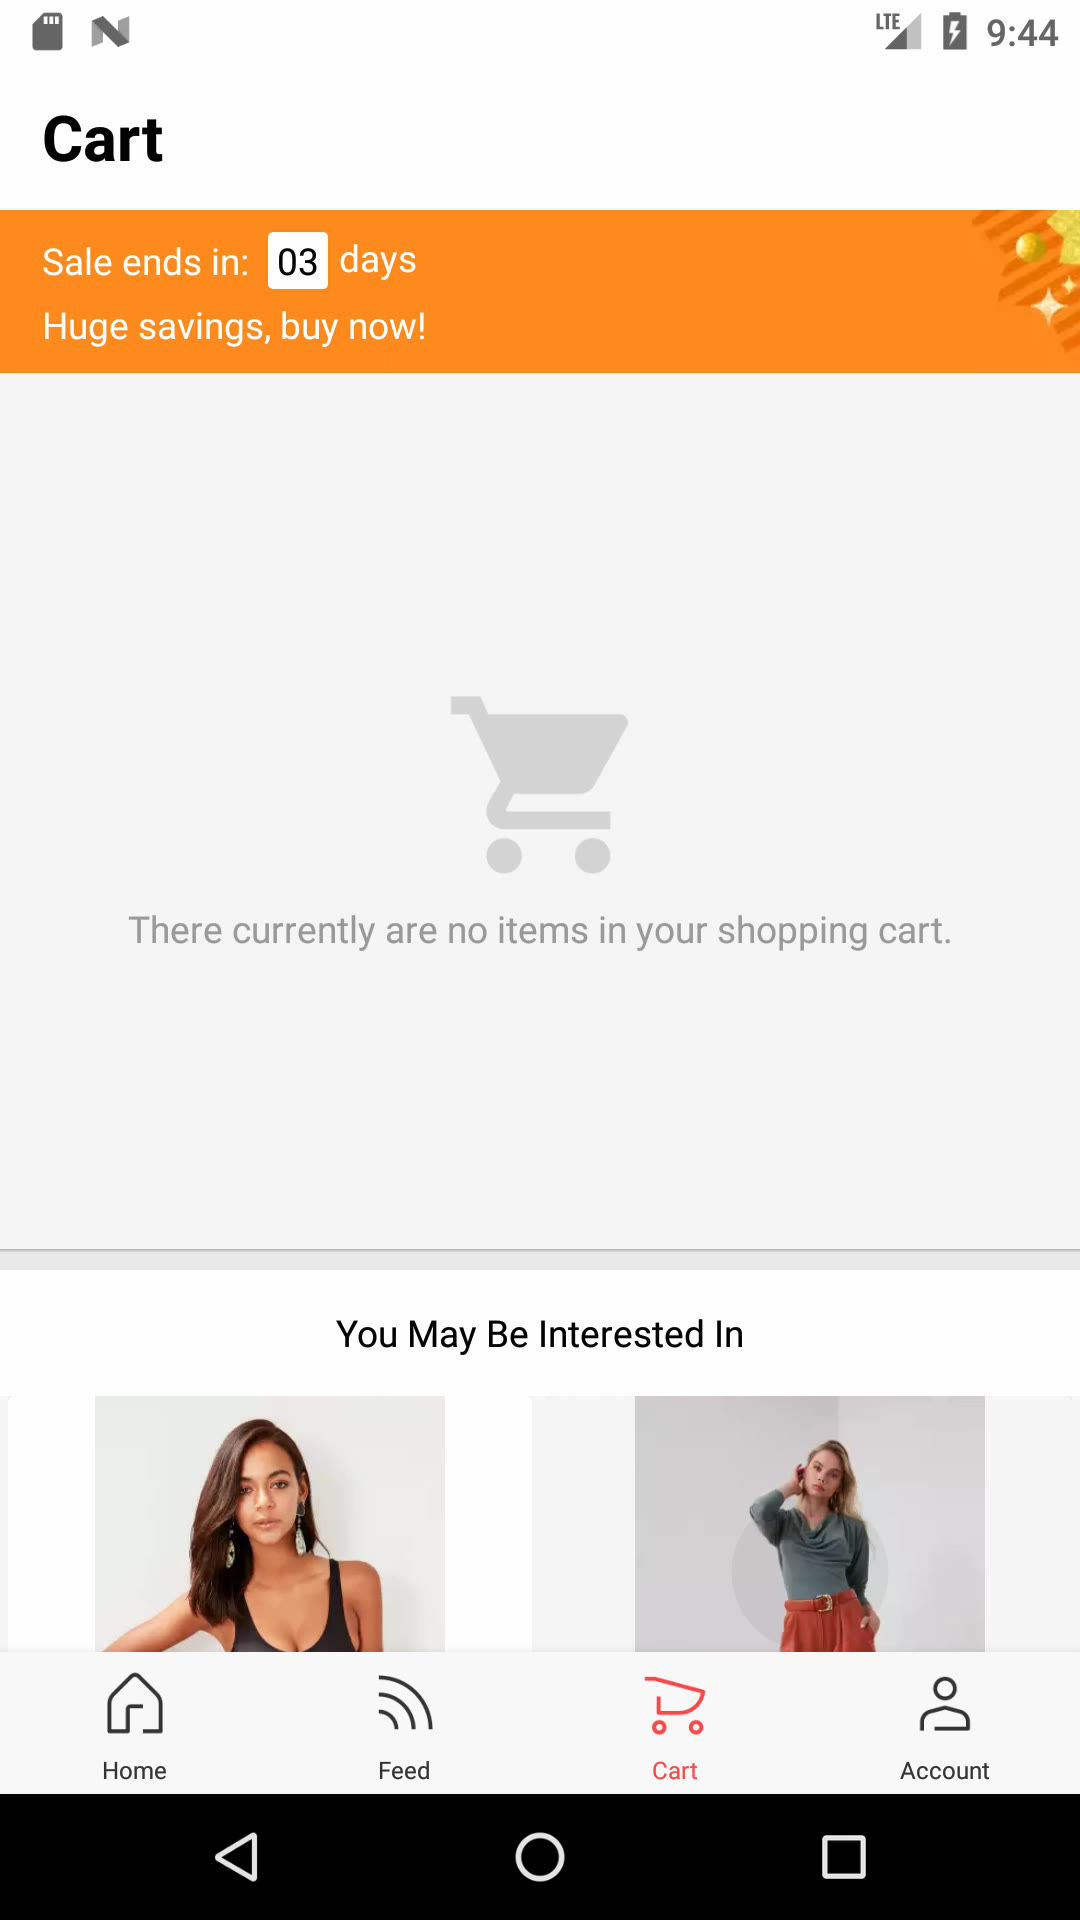 LTE 9:44
Cart
Sale ends in: 03 days
Huge savings, buy now!
There currently are no items in your shopping cart.
You May Be Interested In
Home Feed Cart Account